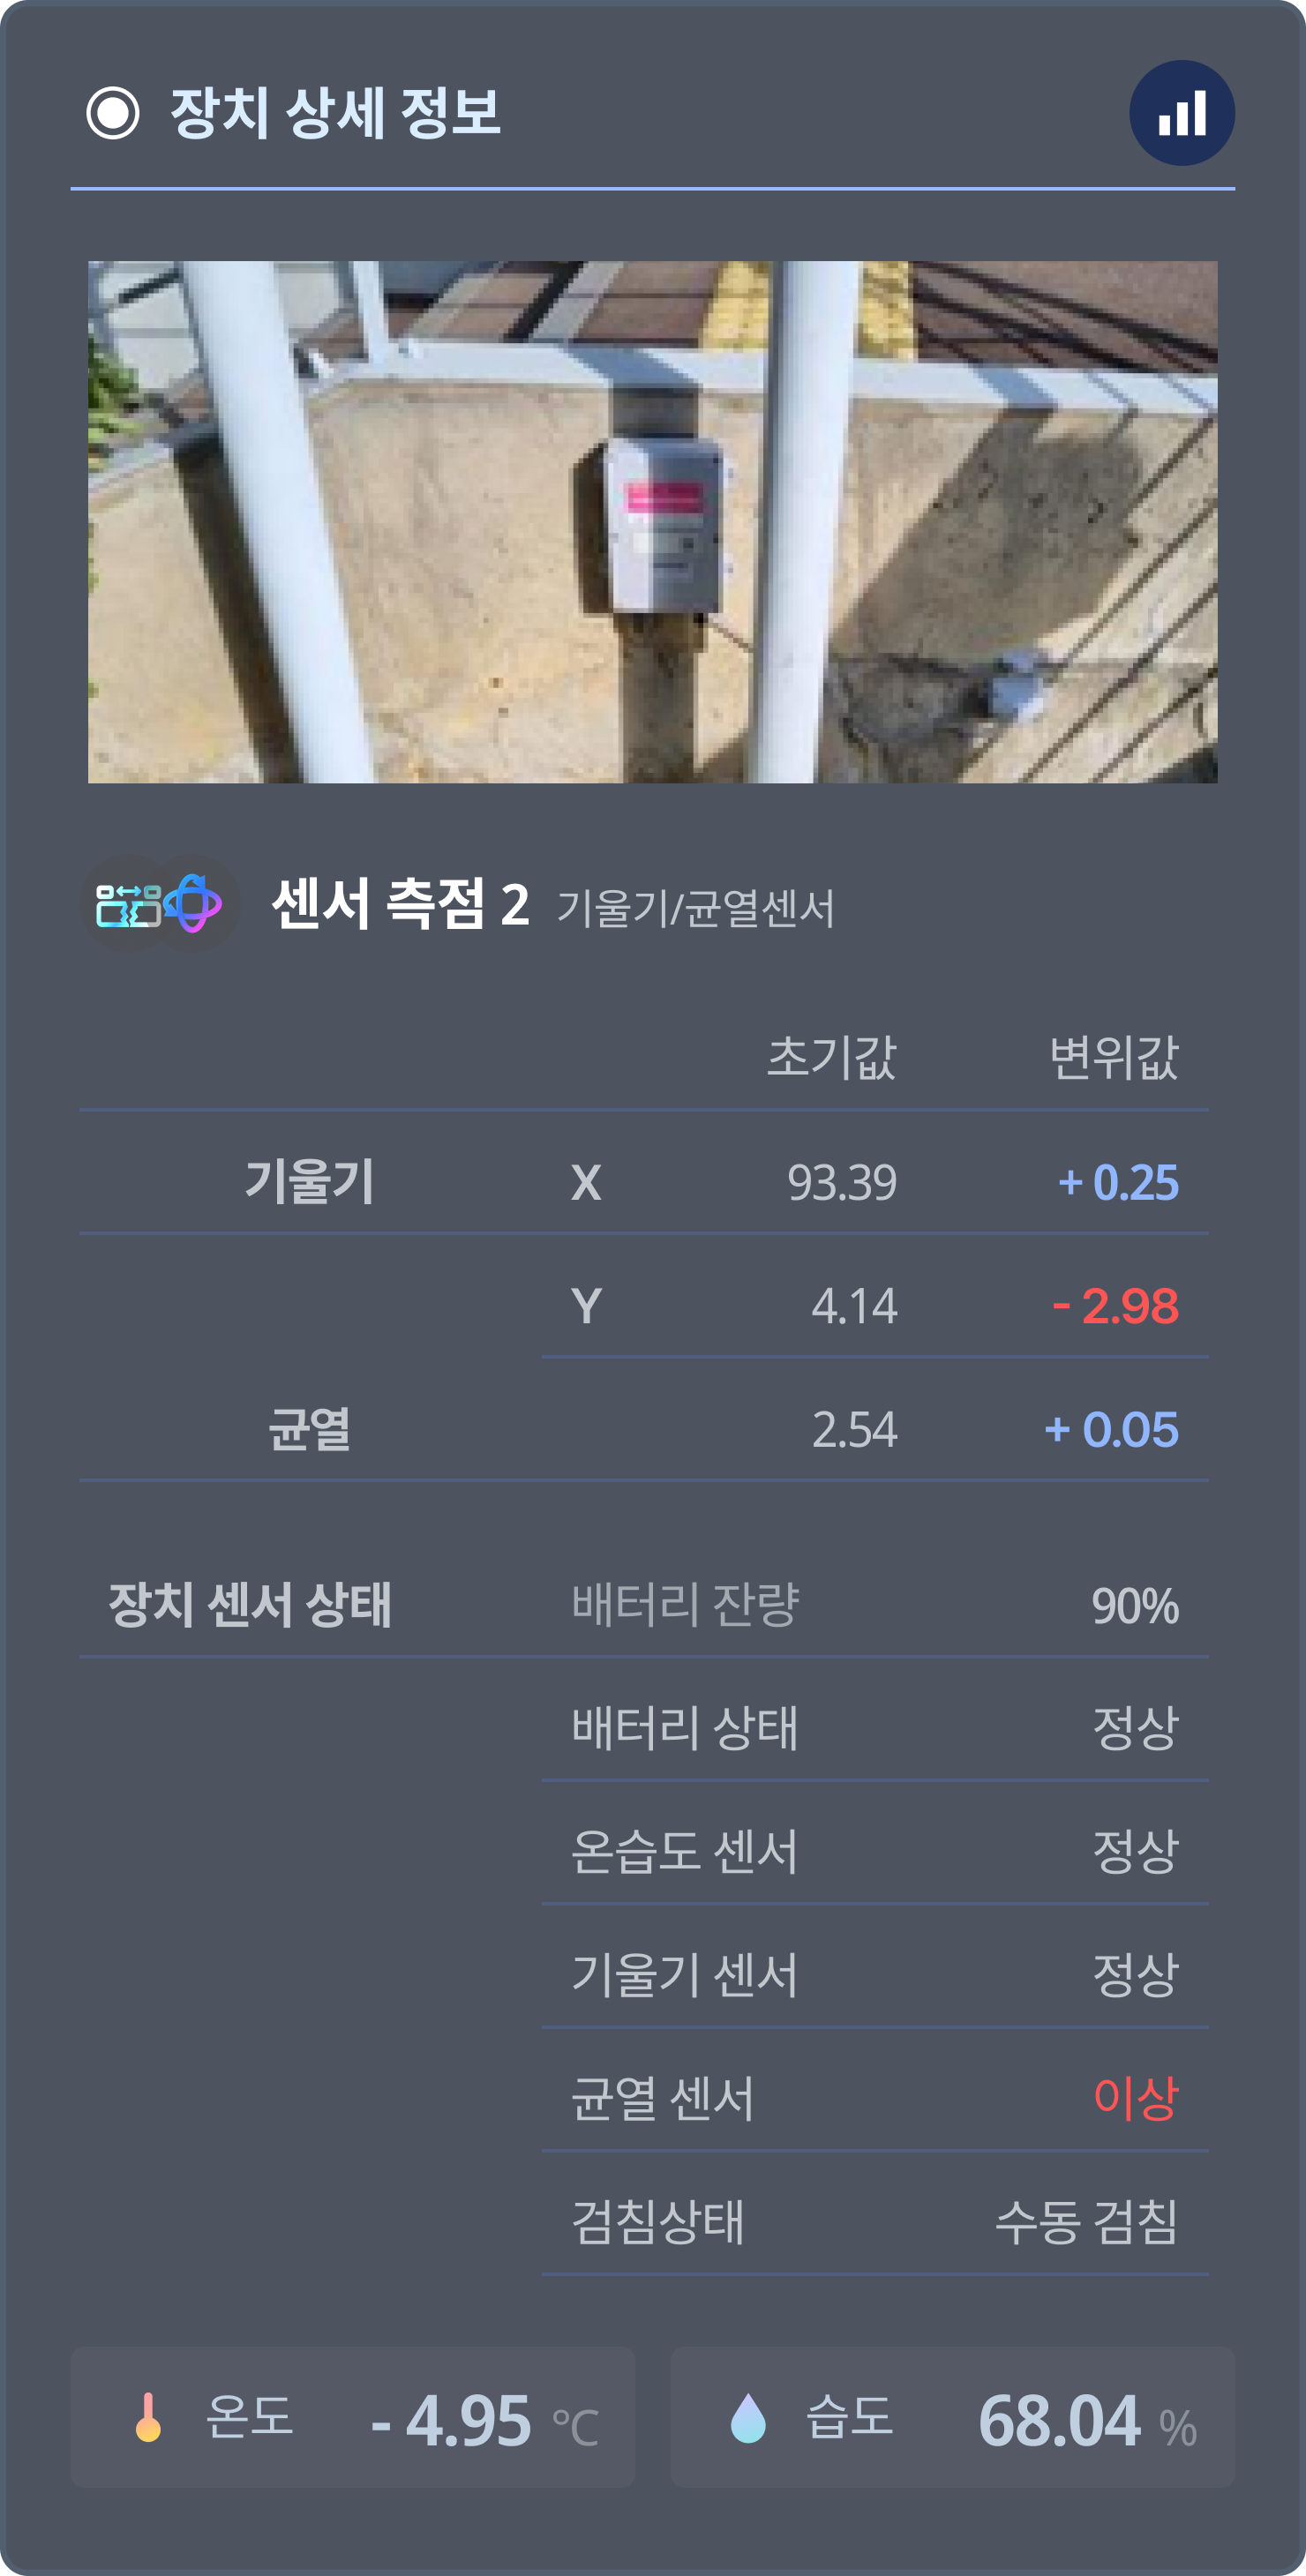 장치 상세 정보
센서 측점 2 기울기/균열센서
초기값 변위값
기울기 X 93.39 + 0.25
Y 4.14 - 2.98
균열 2.54 + 0.05
장치 센서 상태 배터리 잔량 90%
배터리 상태 정상
온습도 센서 정상
기울기 센서 정상
균열 센서 이상
검침상태 수동 검침
온도 - 4.95 °C 습도 68.04 %